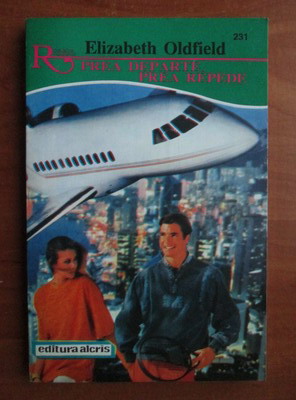 231
Elizabeth Oldfield
PREA DEPARTE,
PREA REPEDE
editura alcris